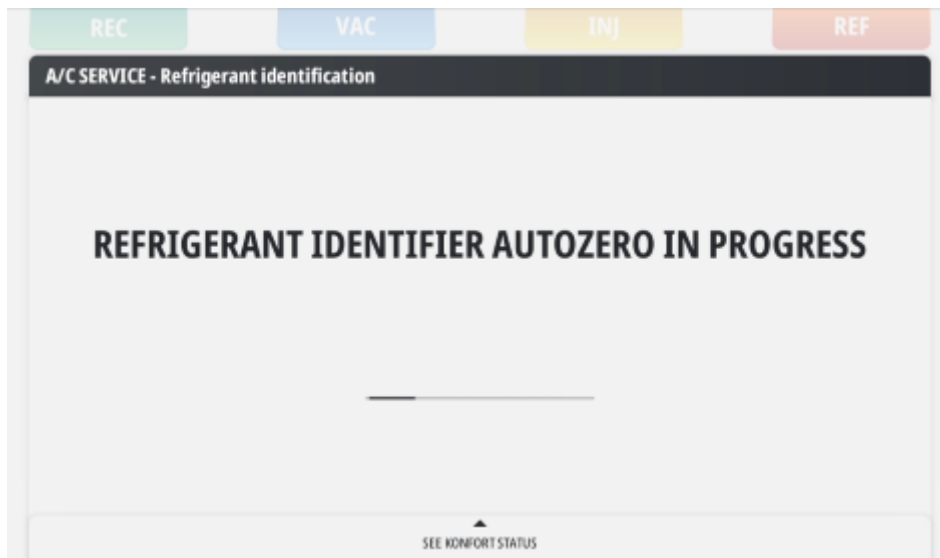 REC VAC INJ REF
A/C SERVICE - Refrigerant identification
REFRIGERANT IDENTIFIER AUTOZERO IN PROGRESS
SEE KONFORT STATUS